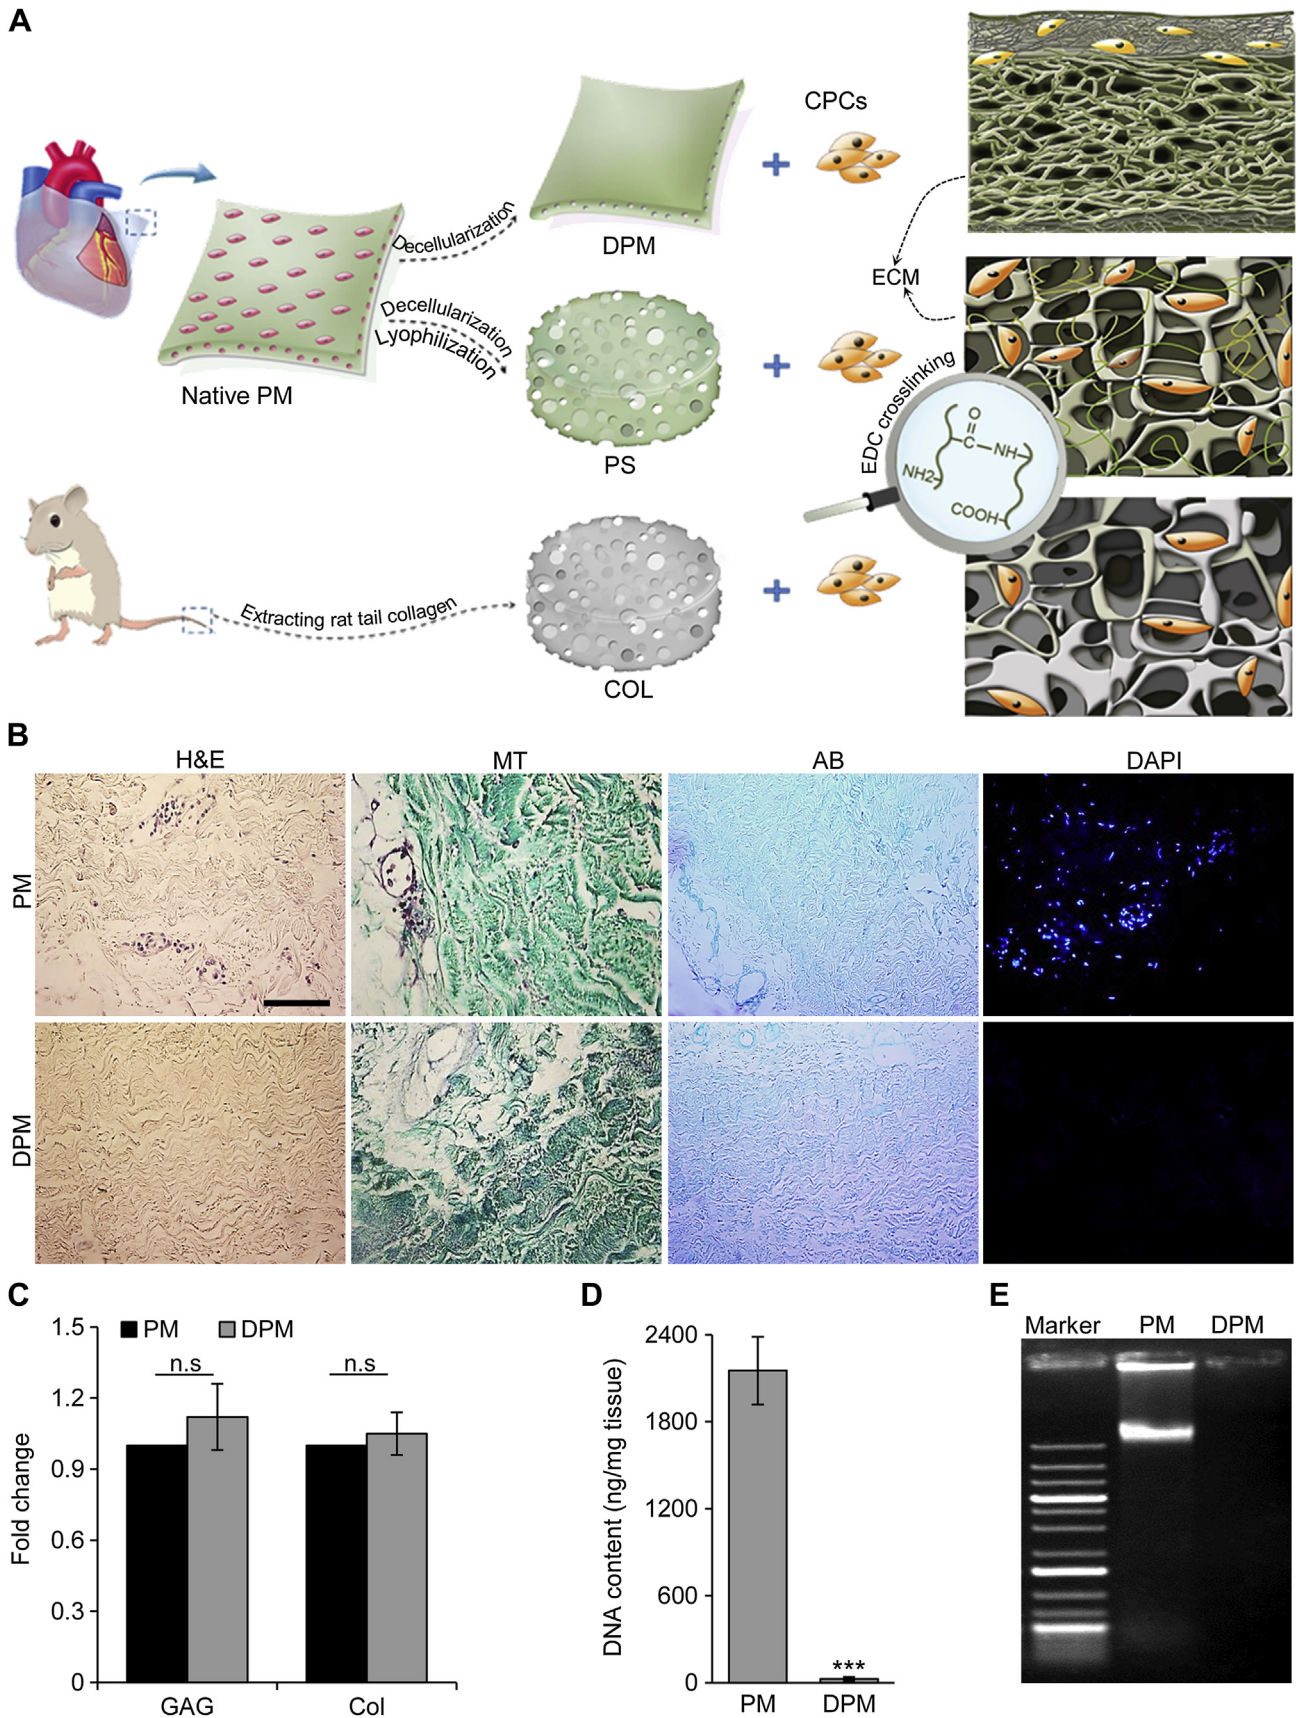 A
CPCs
Decellularization
DPM
ECM
Decellularization
Lyophilization
Native PM
PS
EDC crosslinking
O
C
NH
NH2
COOH
Extracting rat tail collagen
COL
B
H&E
MT
AB
DAPI
PM
DPM
C
PM
DPM
n.s
n.s
1.5
1.2
0.9
0.6
0.3
0
Fold change
GAG
Col
D
2400
1800
1200
600
0
DNA content (ng/mg tissue)
***
PM
DPM
E
Marker
PM
DPM